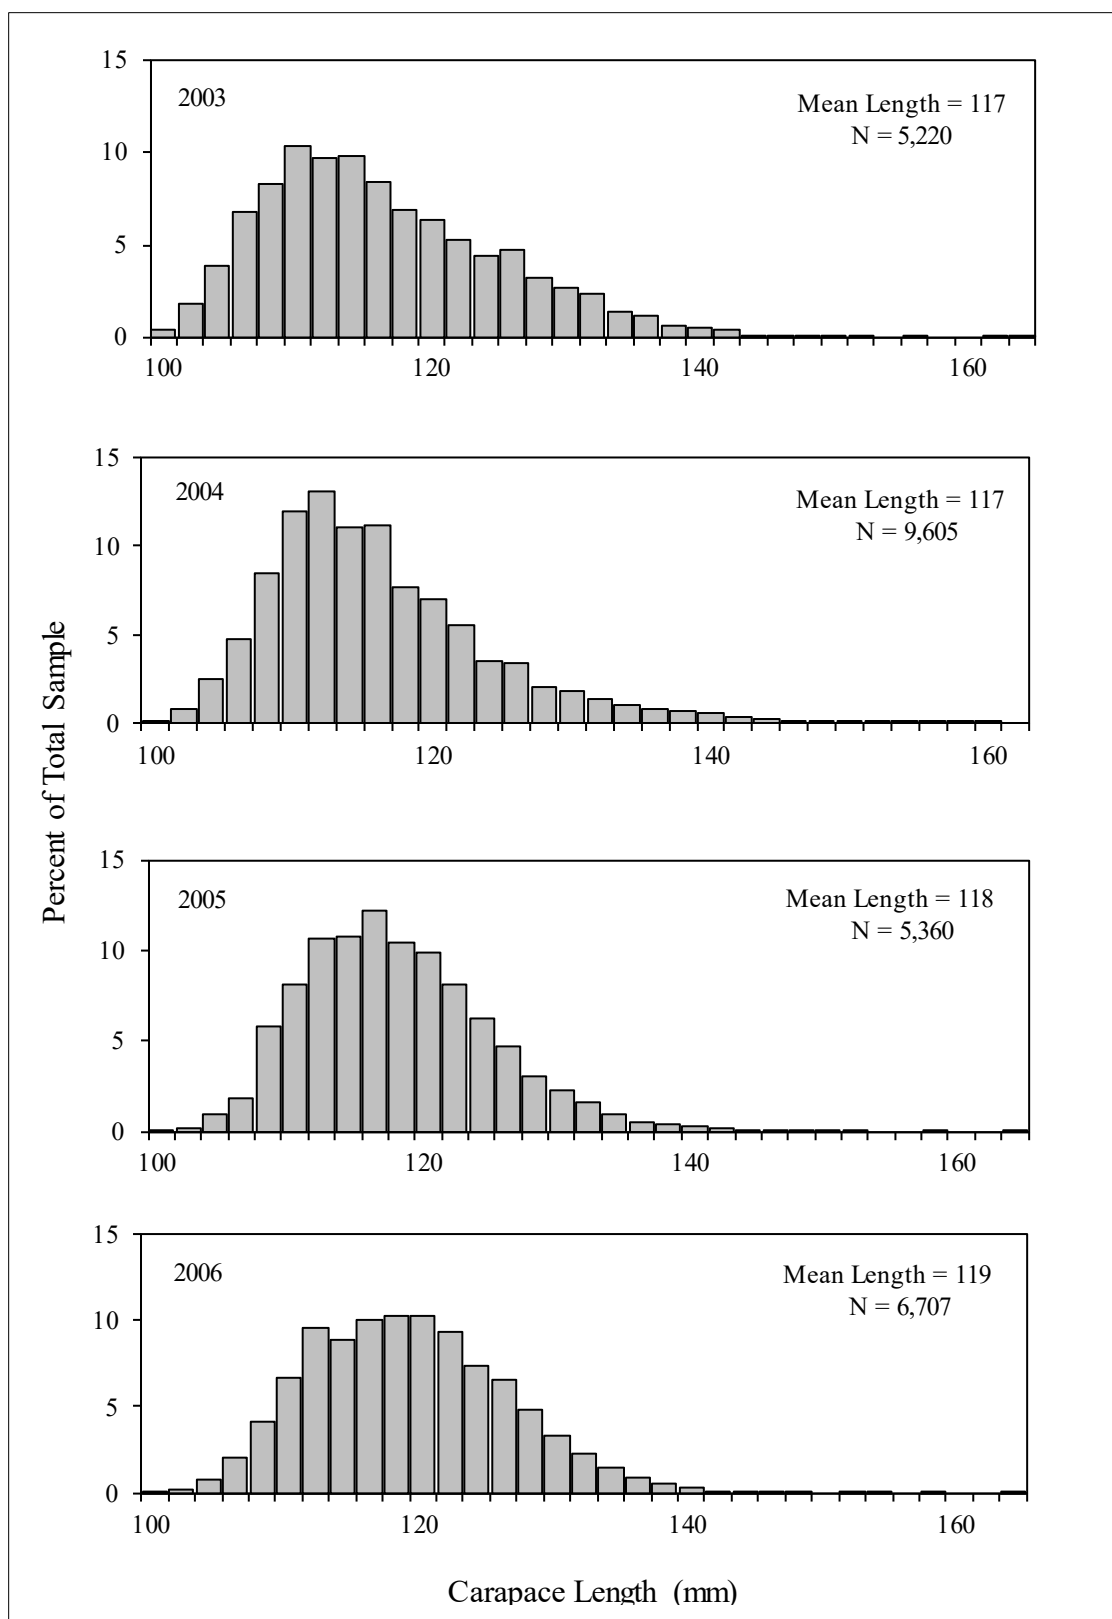 15
2003
Mean Length = 117
N = 5,220
10
5
0
100 120 140 160
15
2004
Mean Length = 117
N = 9,605
10
5
0
100 120 140 160
Percent of Total Sample
15
2005
Mean Length = 118
N = 5,360
10
5
0
100 120 140 160
15
2006
Mean Length = 119
N = 6,707
10
5
0
100 120 140 160
Carapace Length (mm)